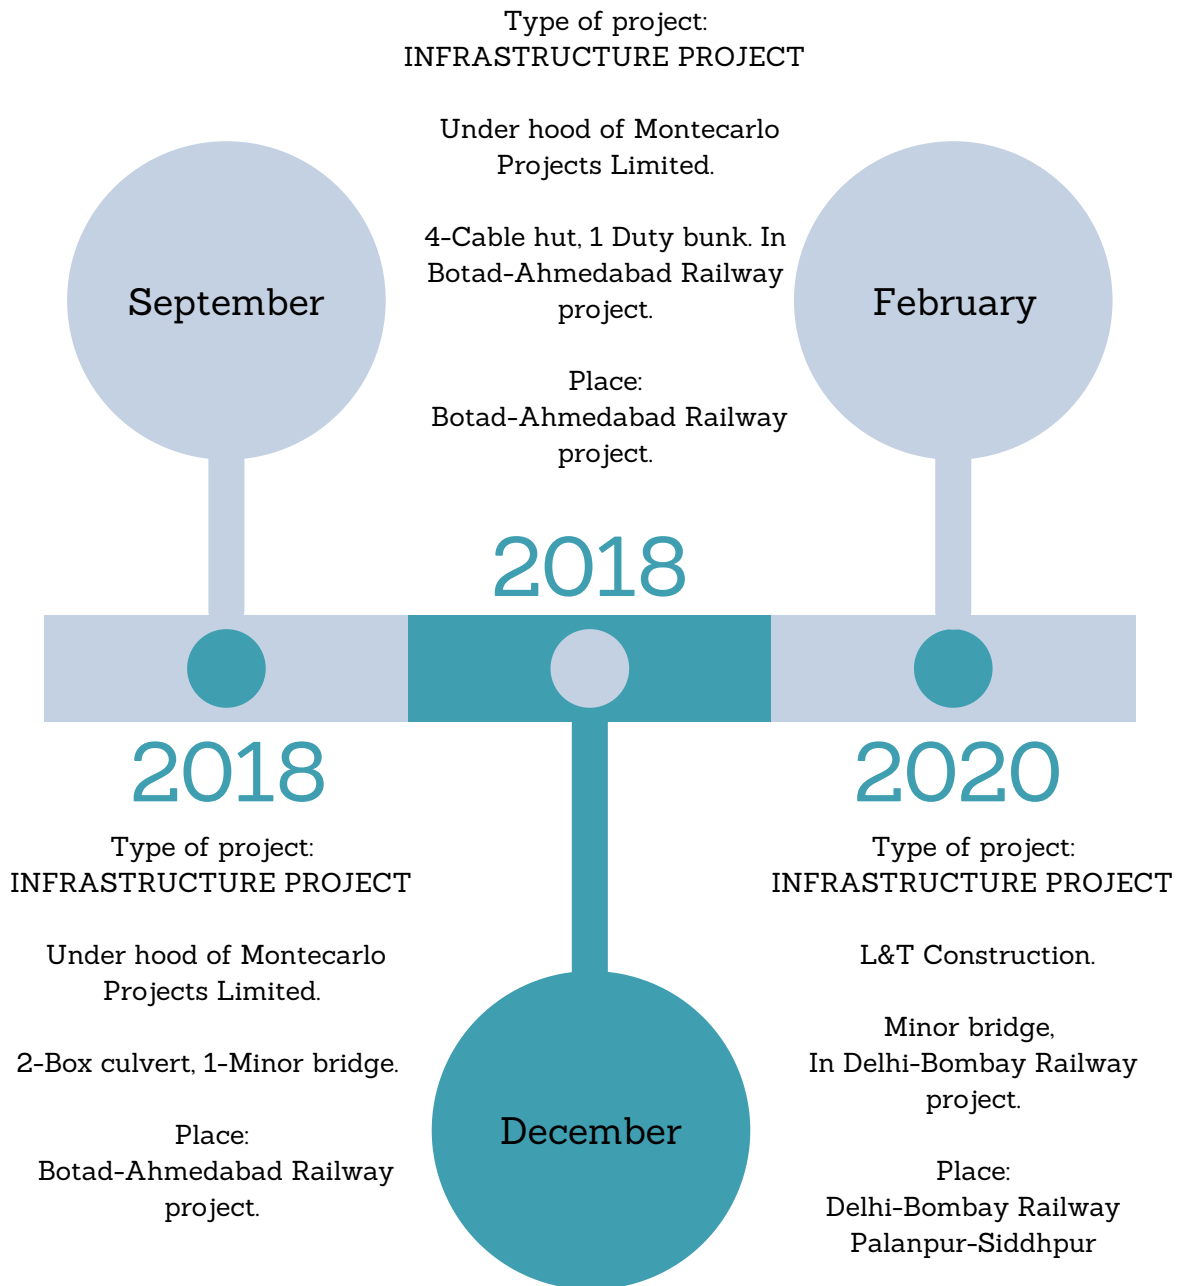 September
2018
Type of project:
INFRASTRUCTURE PROJECT
Under hood of Montecarlo
Projects Limited.
2-Box culvert, 1-Minor bridge.
Place:
Botad-Ahmedabad Railway
project.
Type of project:
INFRASTRUCTURE PROJECT
Under hood of Montecarlo
Projects Limited.
4-Cable hut, 1 Duty bunk. In
Botad-Ahmedabad Railway
project.
Place:
Botad-Ahmedabad Railway
project.
2018
December
February
2020
Type of project:
INFRASTRUCTURE PROJECT
L&T Construction.
Minor bridge,
In Delhi-Bombay Railway
project.
Place:
Delhi-Bombay Railway
Palanpur-Siddhpur